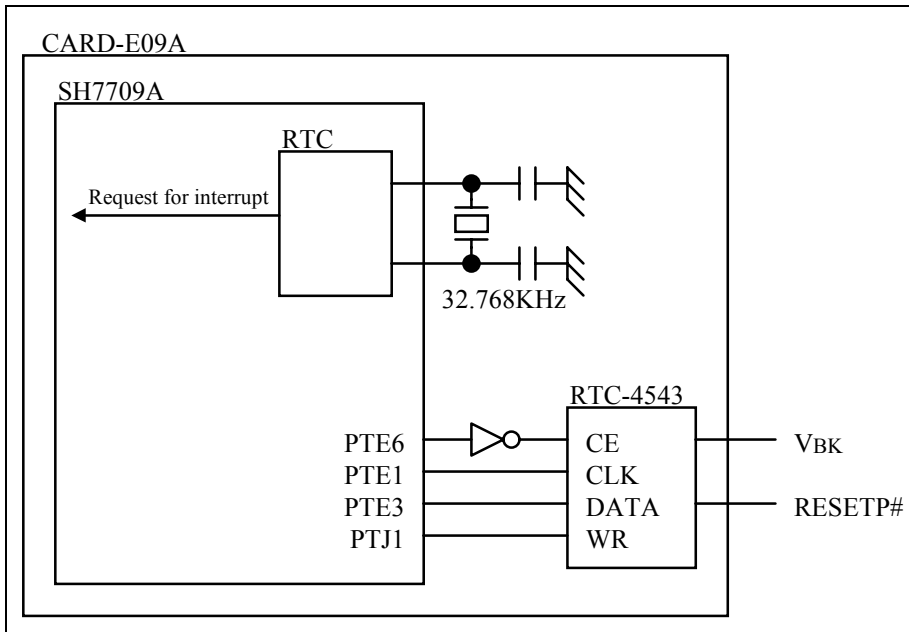 CARD-E09A
SH7709A
RTC
Request for interrupt
32.768KHz
RTC-4543
PTE6
CE
VBK
PTE1
CLK
PTE3
DATA
RESETP#
PTJ1
WR